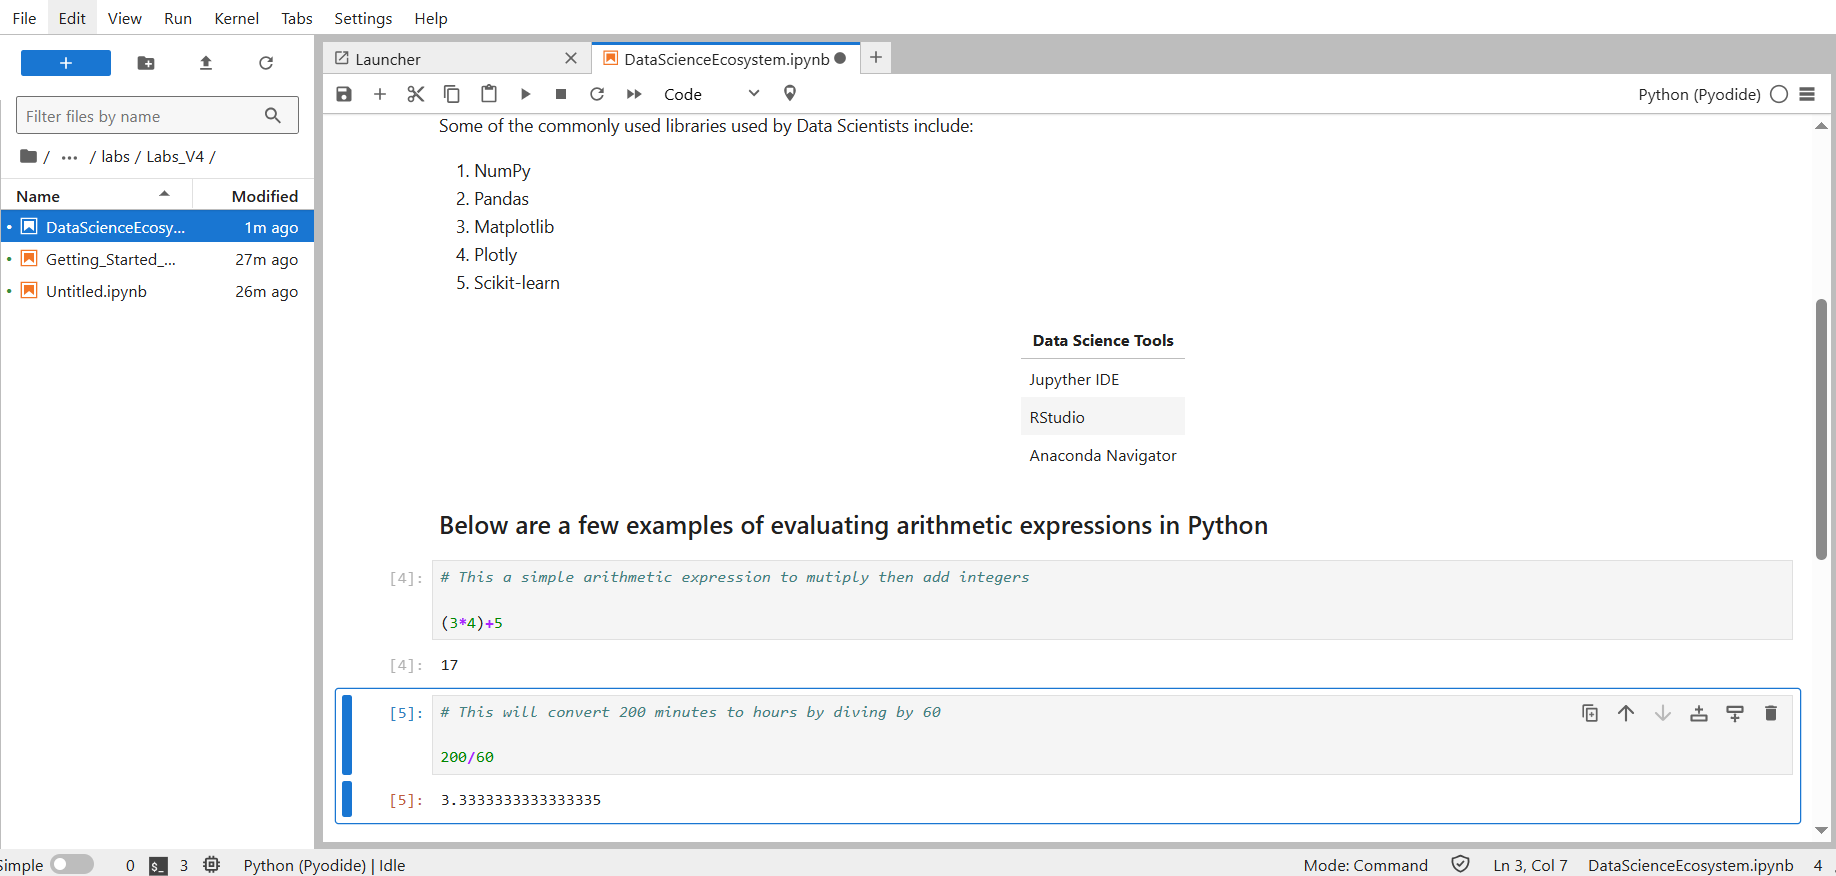 File Edit View Run Kernel Tabs Settings Help
Launcher
DataScienceEcosystem.ipynb
Code
Python (Pyodide)
Filter files by name
/ ... / labs / Labs_V4 /
Name Modified
DataScienceEcosy... 1m ago
Getting_Started_... 27m ago
Untitled.ipynb 26m ago
Some of the commonly used libraries used by Data Scientists include:
1. NumPy
2. Pandas
3. Matplotlib
4. Plotly
5. Scikit-learn
Data Science Tools
Jupyther IDE
RStudio
Anaconda Navigator
Below are a few examples of evaluating arithmetic expressions in Python
[4]: # This a simple arithmetic expression to mutiply then add integers
(3*4)+5
[4]: 17
[5]: # This will convert 200 minutes to hours by diving by 60
200/60
[5]: 3.3333333333333335
Simple 0 $_ 3 Python (Pyodide) | Idle Mode: Command Ln 3, Col 7 DataScienceEcosystem.ipynb 4